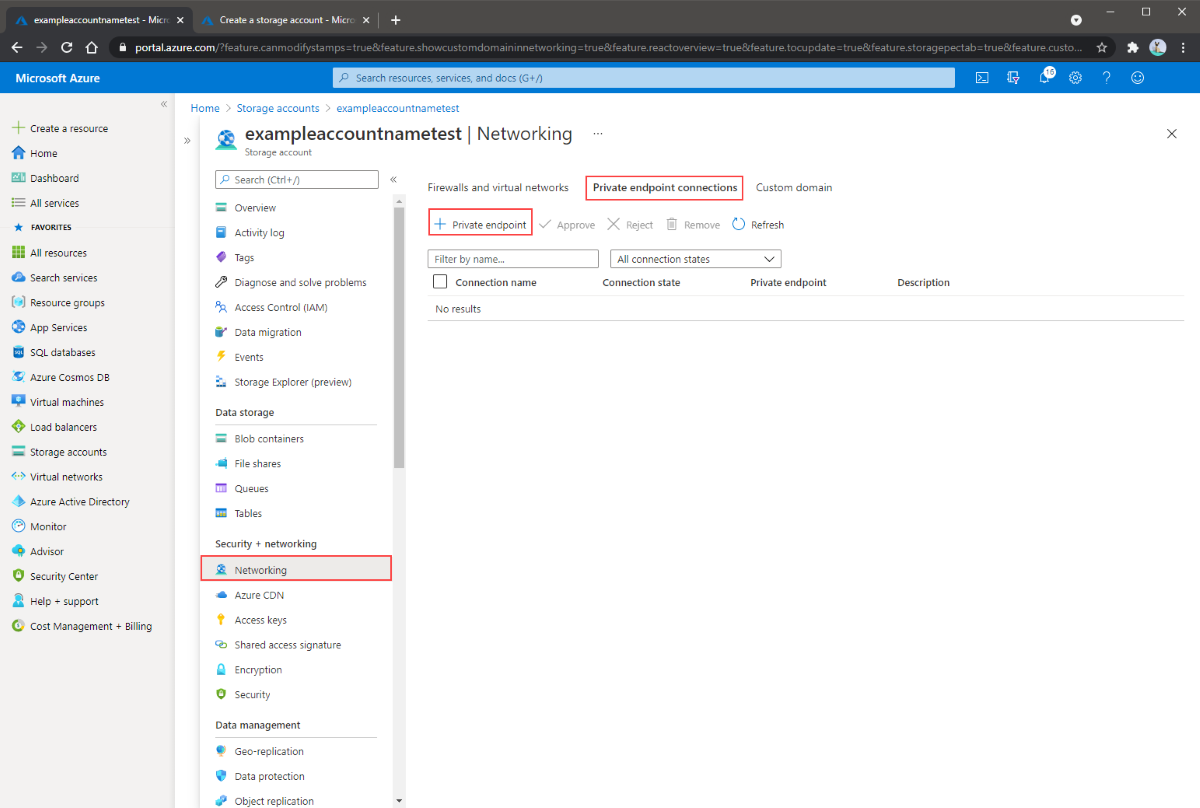 exampleaccountnametest - Micro
Create a storage account - Micro
portal.azure.com/?feature.canmodifystamps=true&feature.showcustomdomaininnetworking=true&feature.reactoverview=true&feature.tocupdate=true&feature.storagepectab=true&feature.custo...
Microsoft Azure
Search resources, services, and docs (G+/)
16
Create a resource
Home
Dashboard
All services
FAVORITES
All resources
Search services
Resource groups
App Services
SQL databases
Azure Cosmos DB
Virtual machines
Load balancers
Storage accounts
Virtual networks
Azure Active Directory
Monitor
Advisor
Security Center
Help + support
Cost Management + Billing
Home > Storage accounts > exampleaccountnametest
exampleaccountnametest | Networking ...
Storage account
Search (Ctrl+/)
Overview
Activity log
Tags
Diagnose and solve problems
Access Control (IAM)
Data migration
Events
Storage Explorer (preview)
Data storage
Blob containers
File shares
Queues
Tables
Security + networking
Networking
Azure CDN
Access keys
Shared access signature
Encryption
Security
Data management
Geo-replication
Data protection
Object replication
Firewalls and virtual networks Private endpoint connections Custom domain
Private endpoint Approve Reject Remove Refresh
Filter by name... All connection states
Connection name Connection state Private endpoint Description
No results